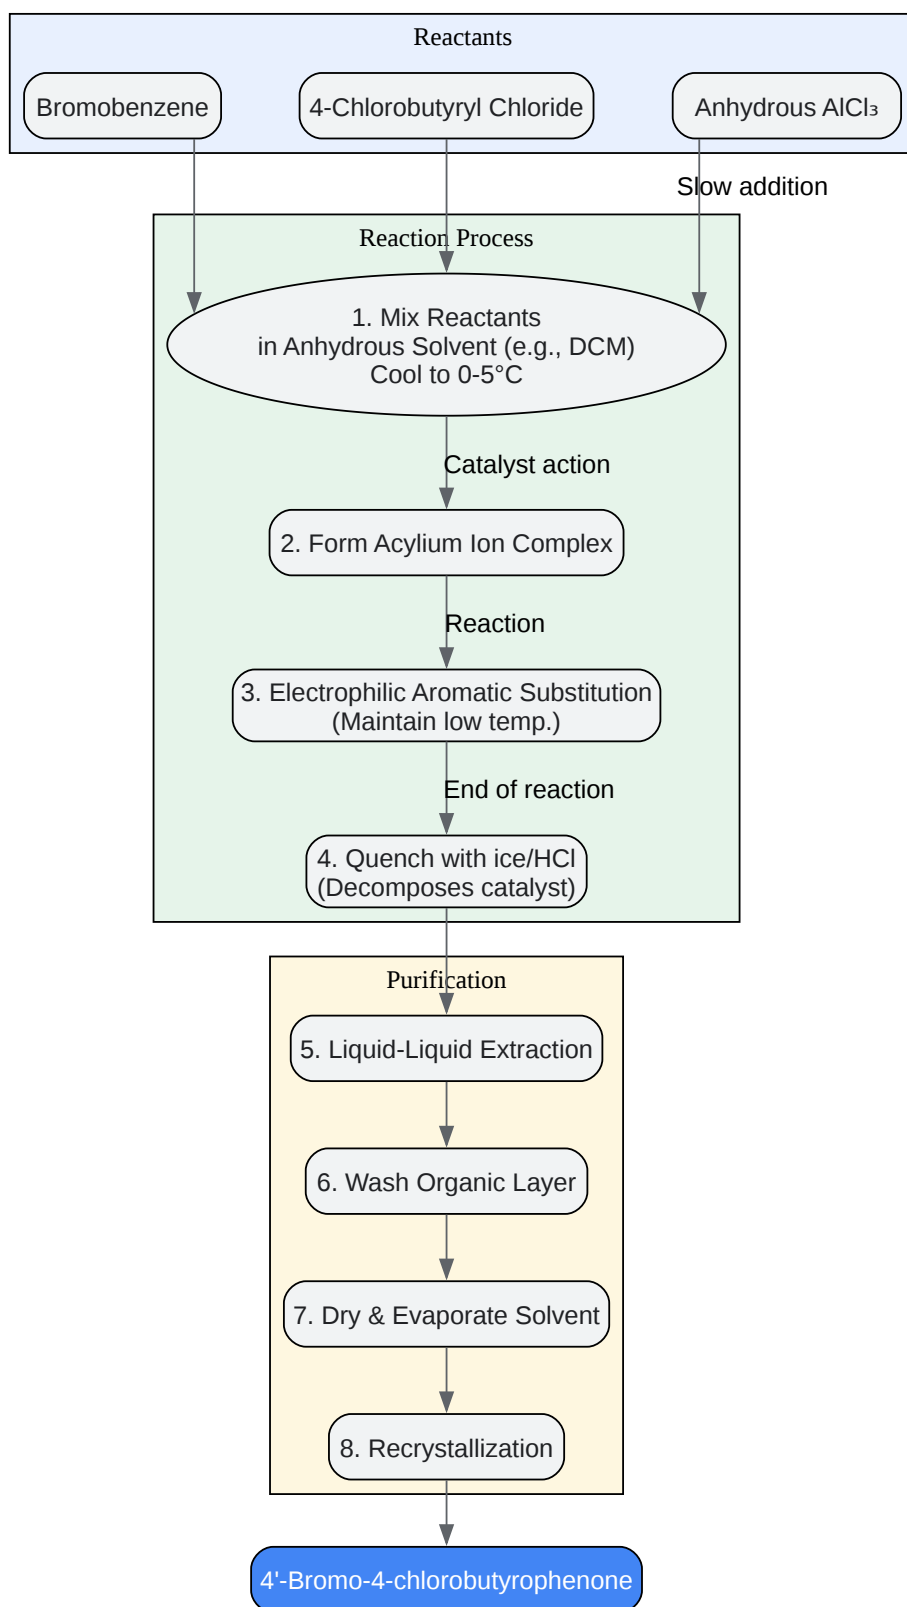 Reactants
Bromobenzene
4-Chlorobutyryl Chloride
Anhydrous AlCl₃
Slow addition
Reaction Process
1. Mix Reactants
in Anhydrous Solvent (e.g., DCM)
Cool to 0-5°C
Catalyst action
2. Form Acylium Ion Complex
Reaction
3. Electrophilic Aromatic Substitution
(Maintain low temp.)
End of reaction
4. Quench with ice/HCl
(Decomposes catalyst)
Purification
5. Liquid-Liquid Extraction
6. Wash Organic Layer
7. Dry & Evaporate Solvent
8. Recrystallization
4'-Bromo-4-chlorobutyrophenone